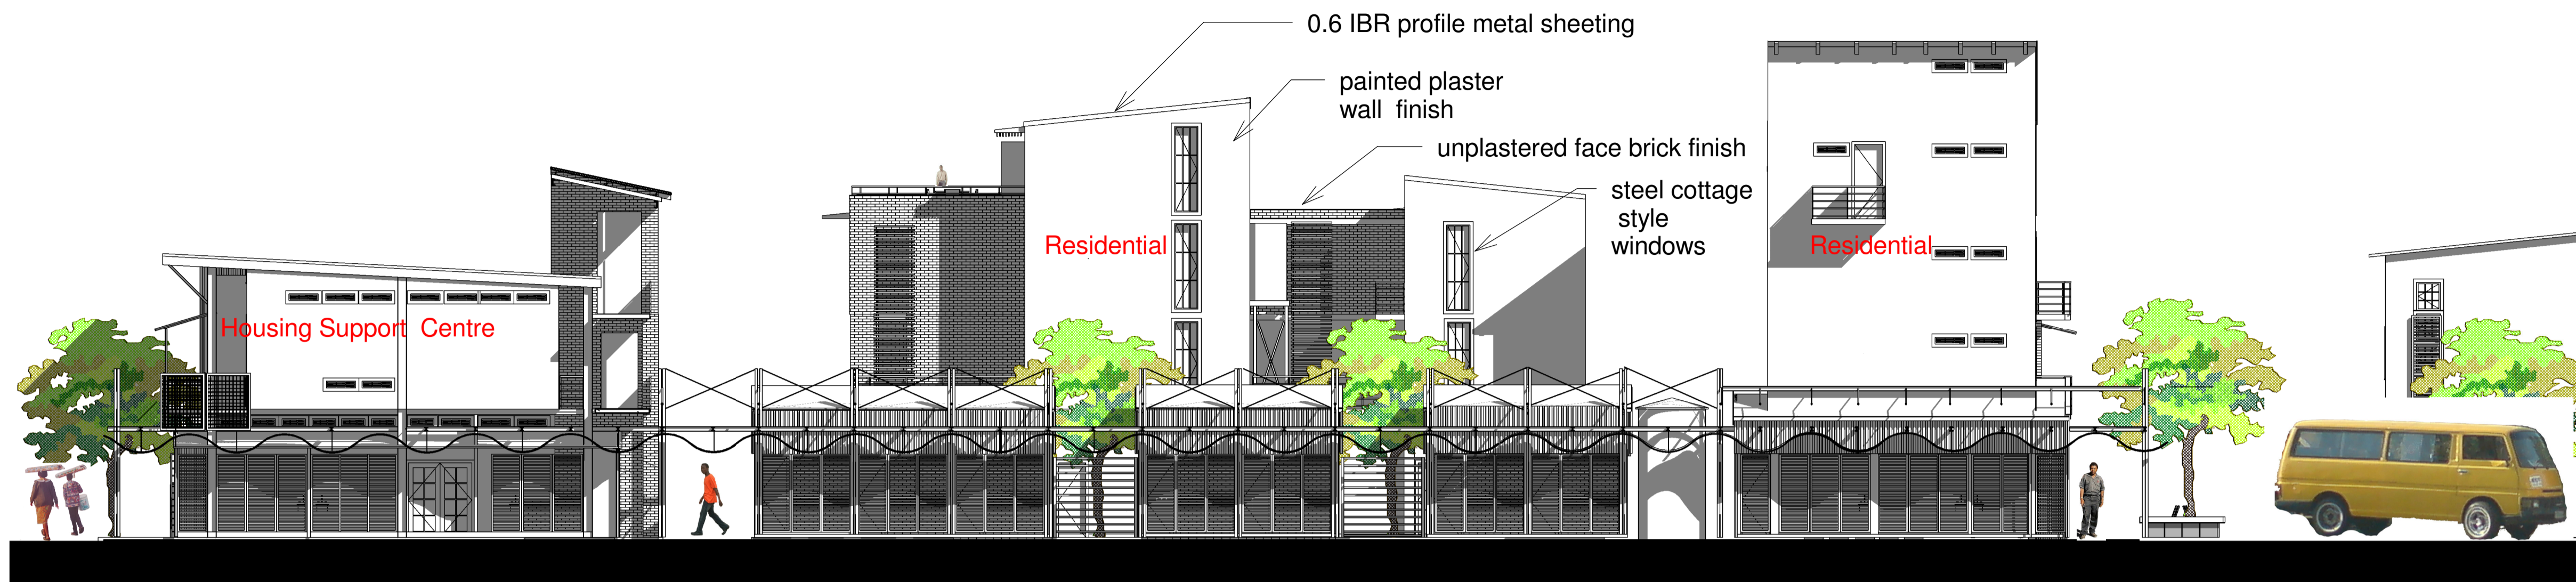 0.6 IBR profile metal sheeting
painted plaster
wall finish
unplastered face brick finish
steel cottage
style
windows
Residential
Residential
Housing Support Centre